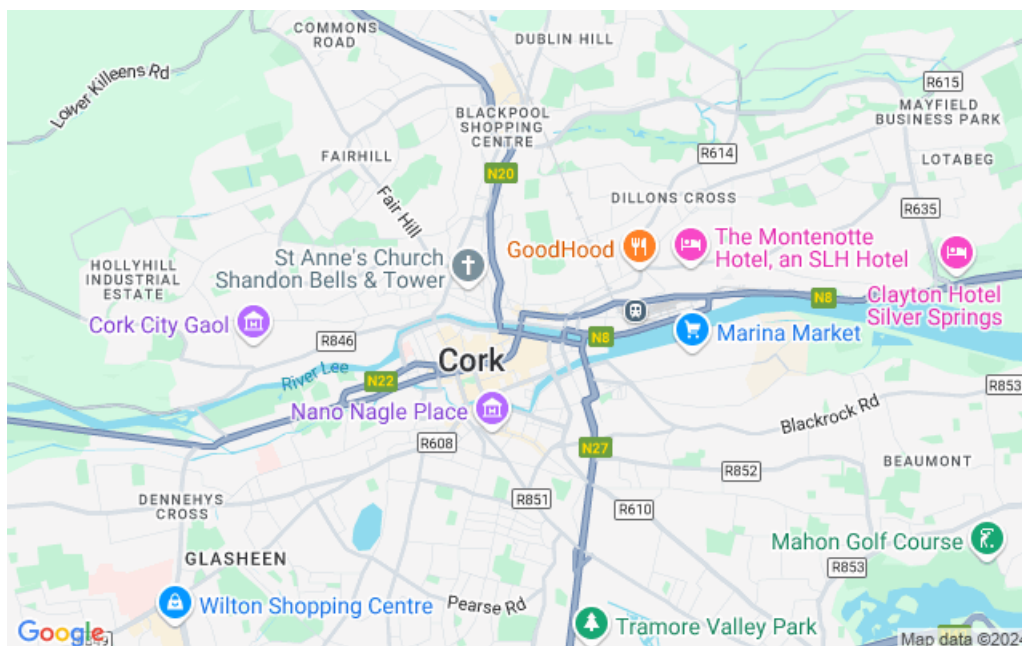 COMMONS
ROAD
DUBLIN HILL
Lower Killeens Rd
R615
BLACKPOOL
SHOPPING
CENTRE
MAYFIELD
BUSINESS PARK
FAIRHILL
R614
LOTABEG
N20
Fair Hill
DILLONS CROSS
R635
St Anne's Church
Shandon Bells & Tower
GoodHood
The Montenotte
Hotel, an SLH Hotel
HOLLYHILL
INDUSTRIAL
ESTATE
Clayton Hotel
Silver Springs
N8
Cork City Gaol
R846
N8
Marina Market
Cork
River Lee
N22
R853
Nano Nagle Place
Blackrock Rd
R608
N27
R852
BEAUMONT
DENNEHYS
CROSS
R851
R610
Mahon Golf Course
GLASHEEN
R853
Wilton Shopping Centre
Pearse Rd
Tramore Valley Park
Google
Map data ©2024